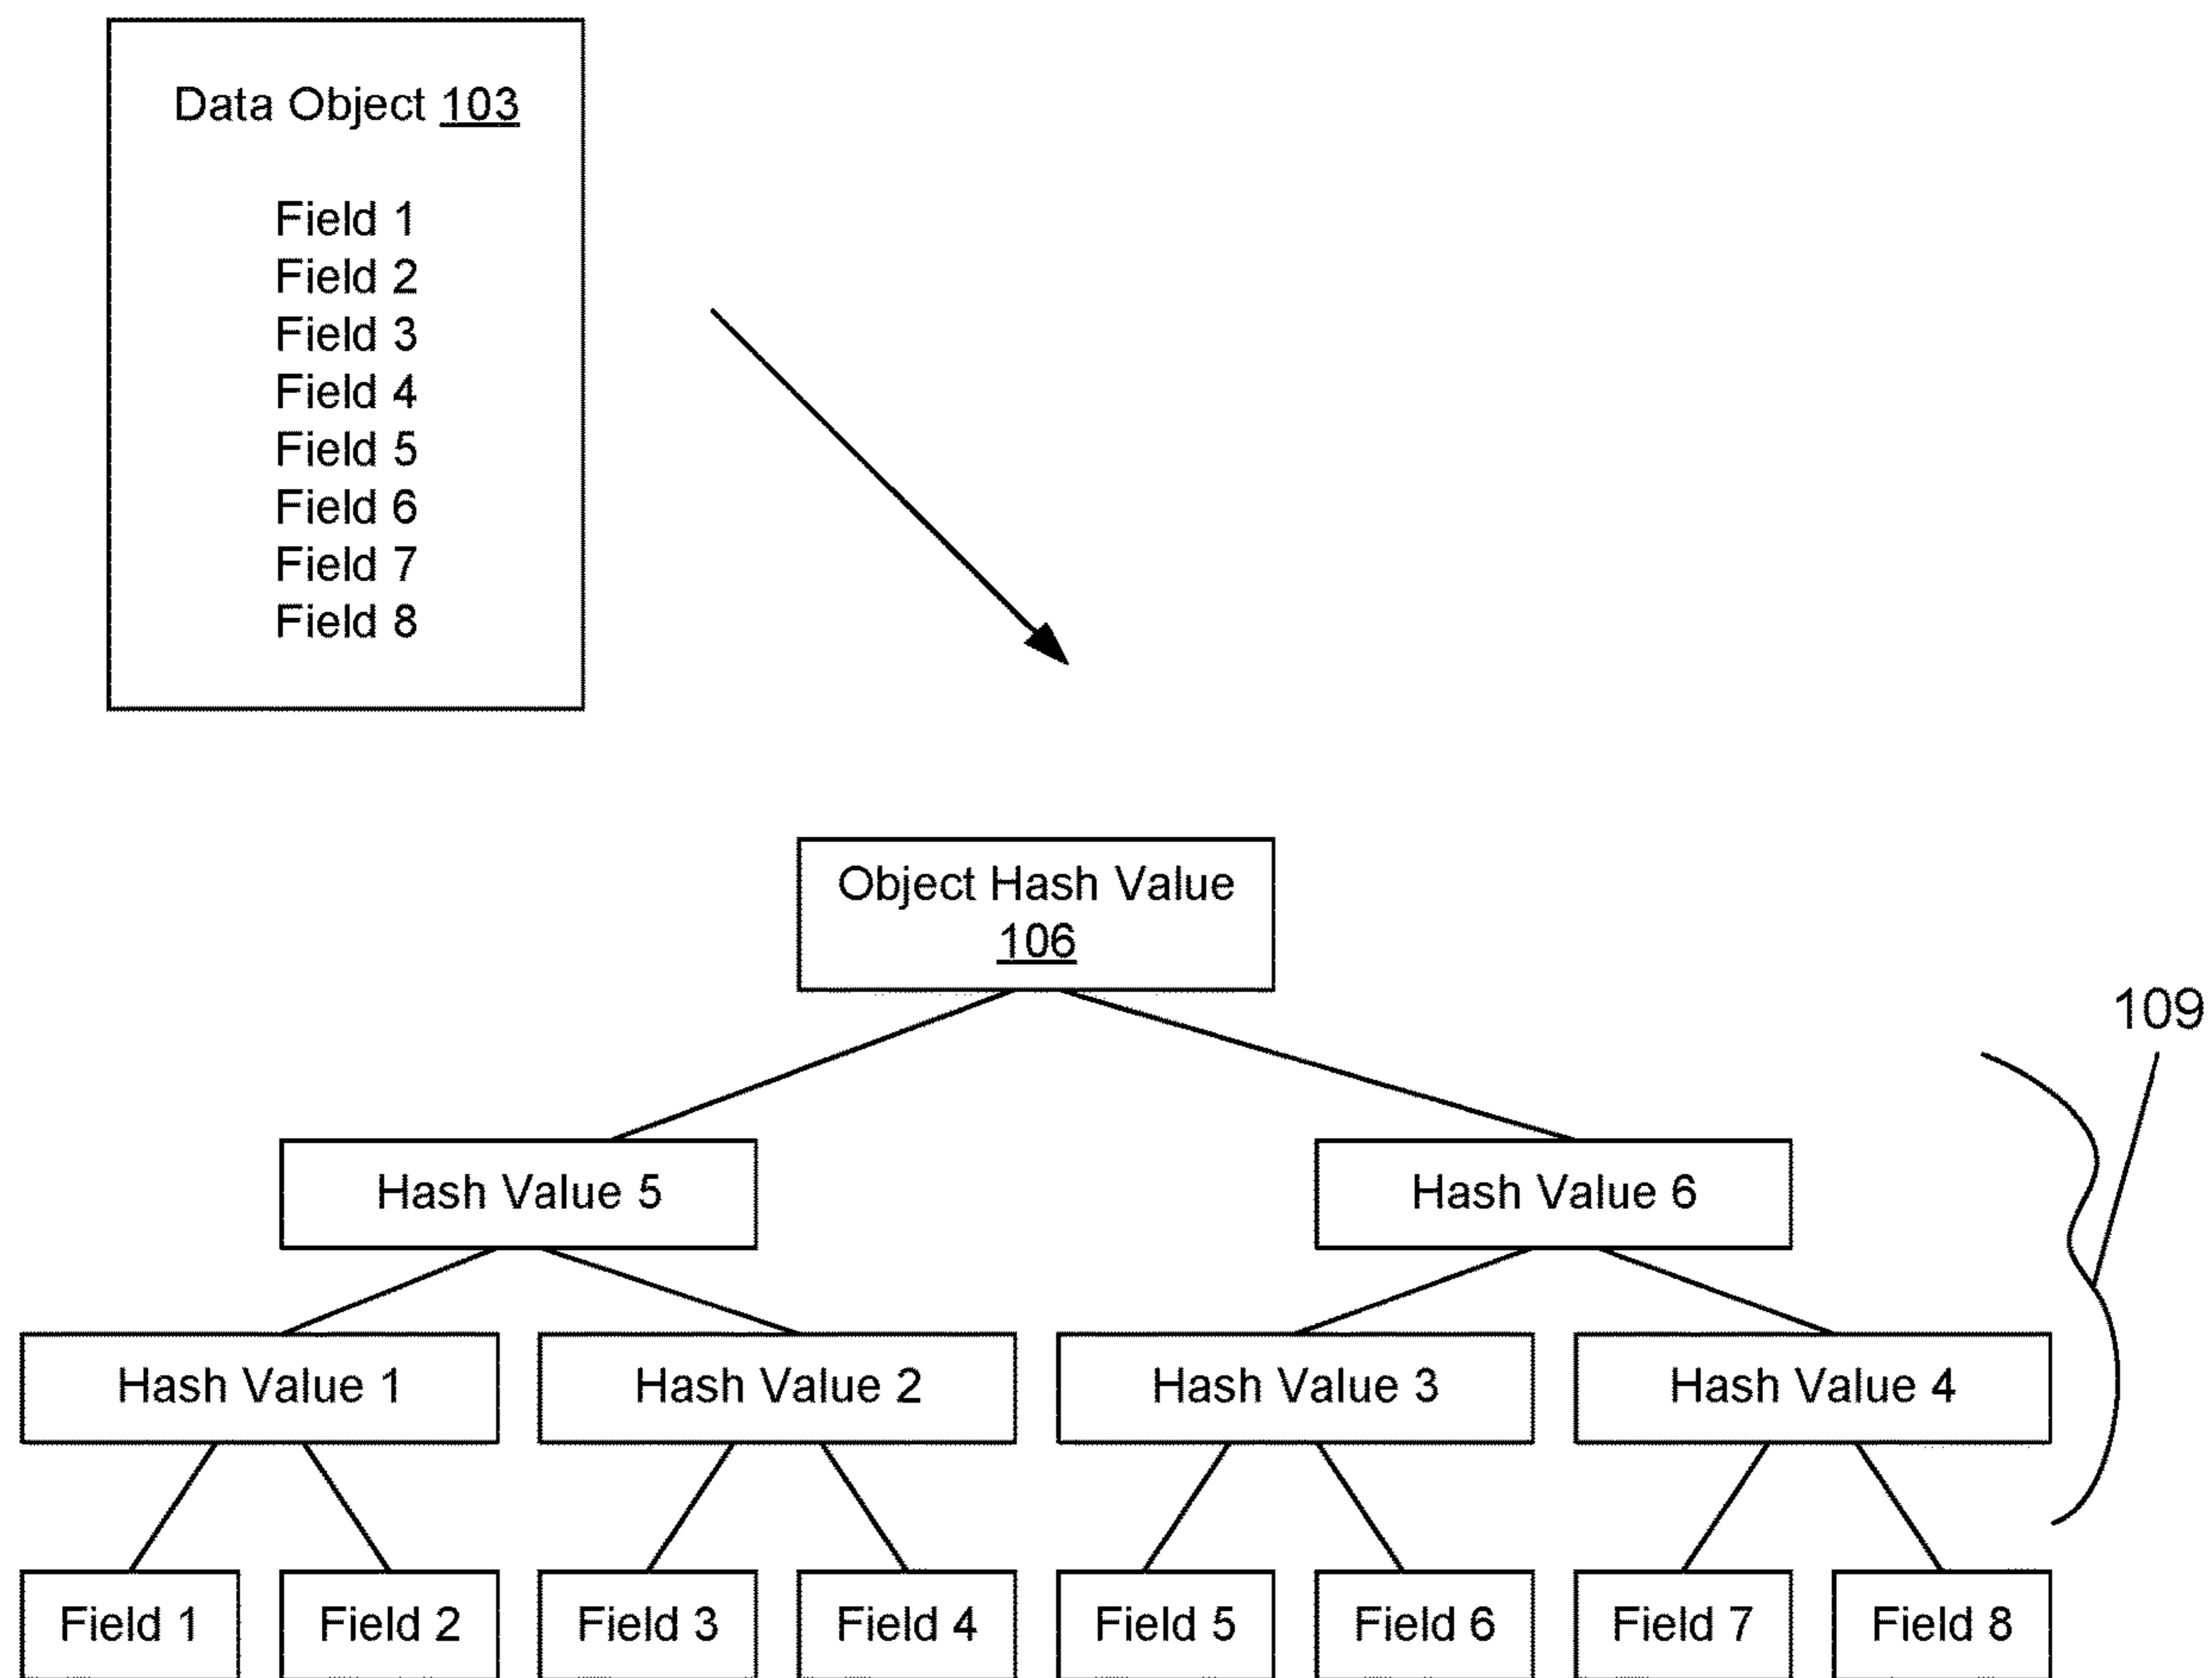 Data Object 103
Field 1
Field 2
Field 3
Field 4
Field 5
Field 6
Field 7
Field 8
Object Hash Value
106
109
Hash Value 5
Hash Value 6
Hash Value 1
Hash Value 2
Hash Value 3
Hash Value 4
Field 1
Field 2
Field 3
Field 4
Field 5
Field 6
Field 7
Field 8